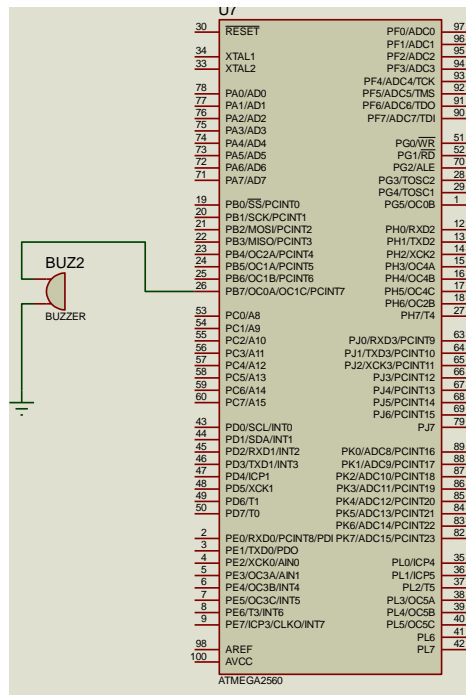 U7
30 RESET PF0/ADC0 97
PF1/ADC1 96
34 XTAL1 PF2/ADC2 95
33 XTAL2 PF3/ADC3 94
PF4/ADC4/TCK 93
78 PA0/AD0 PF5/ADC5/TMS 92
77 PA1/AD1 PF6/ADC6/TDO 91
76 PA2/AD2 PF7/ADC7/TDI 90
75 PA3/AD3
74 PA4/AD4 PG0/WR 51
73 PA5/AD5 PG1/RD 52
72 PA6/AD6 PG2/ALE 70
71 PA7/AD7 PG3/TOSC2 28
PG4/TOSC1 29
19 PB0/SS/PCINT0 PG5/OC0B 1
20 PB1/SCK/PCINT1
21 PB2/MOSI/PCINT2 PH0/RXD2 12
22 PB3/MISO/PCINT3 PH1/TXD2 13
23 PB4/OC2A/PCINT4 PH2/XCK2 14
24 PB5/OC1A/PCINT5 PH3/OC4A 15
25 PB6/OC1B/PCINT6 PH4/OC4B 16
26 PB7/OC0A/OC1C/PCINT7 PH5/OC4C 17
PH6/OC2B 18
53 PC0/A8 PH7/T4 27
54 PC1/A9
55 PC2/A10 PJ0/RXD3/PCINT9 63
56 PC3/A11 PJ1/TXD3/PCINT10 64
57 PC4/A12 PJ2/XCK3/PCINT11 65
58 PC5/A13 PJ3/PCINT12 66
59 PC6/A14 PJ4/PCINT13 67
60 PC7/A15 PJ5/PCINT14 68
PJ6/PCINT15 69
43 PD0/SCL/INT0 PJ7 79
44 PD1/SDA/INT1
45 PD2/RXD1/INT2 PK0/ADC8/PCINT16 89
46 PD3/TXD1/INT3 PK1/ADC9/PCINT17 88
47 PD4/ICP1 PK2/ADC10/PCINT18 87
48 PD5/XCK1 PK3/ADC11/PCINT19 86
49 PD6/T1 PK4/ADC12/PCINT20 85
50 PD7/T0 PK5/ADC13/PCINT21 84
PK6/ADC14/PCINT22 83
2 PE0/RXD0/PCINT8/PDI PK7/ADC15/PCINT23 82
3 PE1/TXD0/PDO
4 PE2/XCK0/AIN0 PL0/ICP4 35
5 PE3/OC3A/AIN1 PL1/ICP5 36
6 PE4/OC3B/INT4 PL2/T5 37
7 PE5/OC3C/INT5 PL3/OC5A 38
8 PE6/T3/INT6 PL4/OC5B 39
9 PE7/ICP3/CLKO/INT7 PL5/OC5C 40
PL6 41
98 AREF PL7 42
100 AVCC
ATMEGA2560
BUZ2
BUZZER